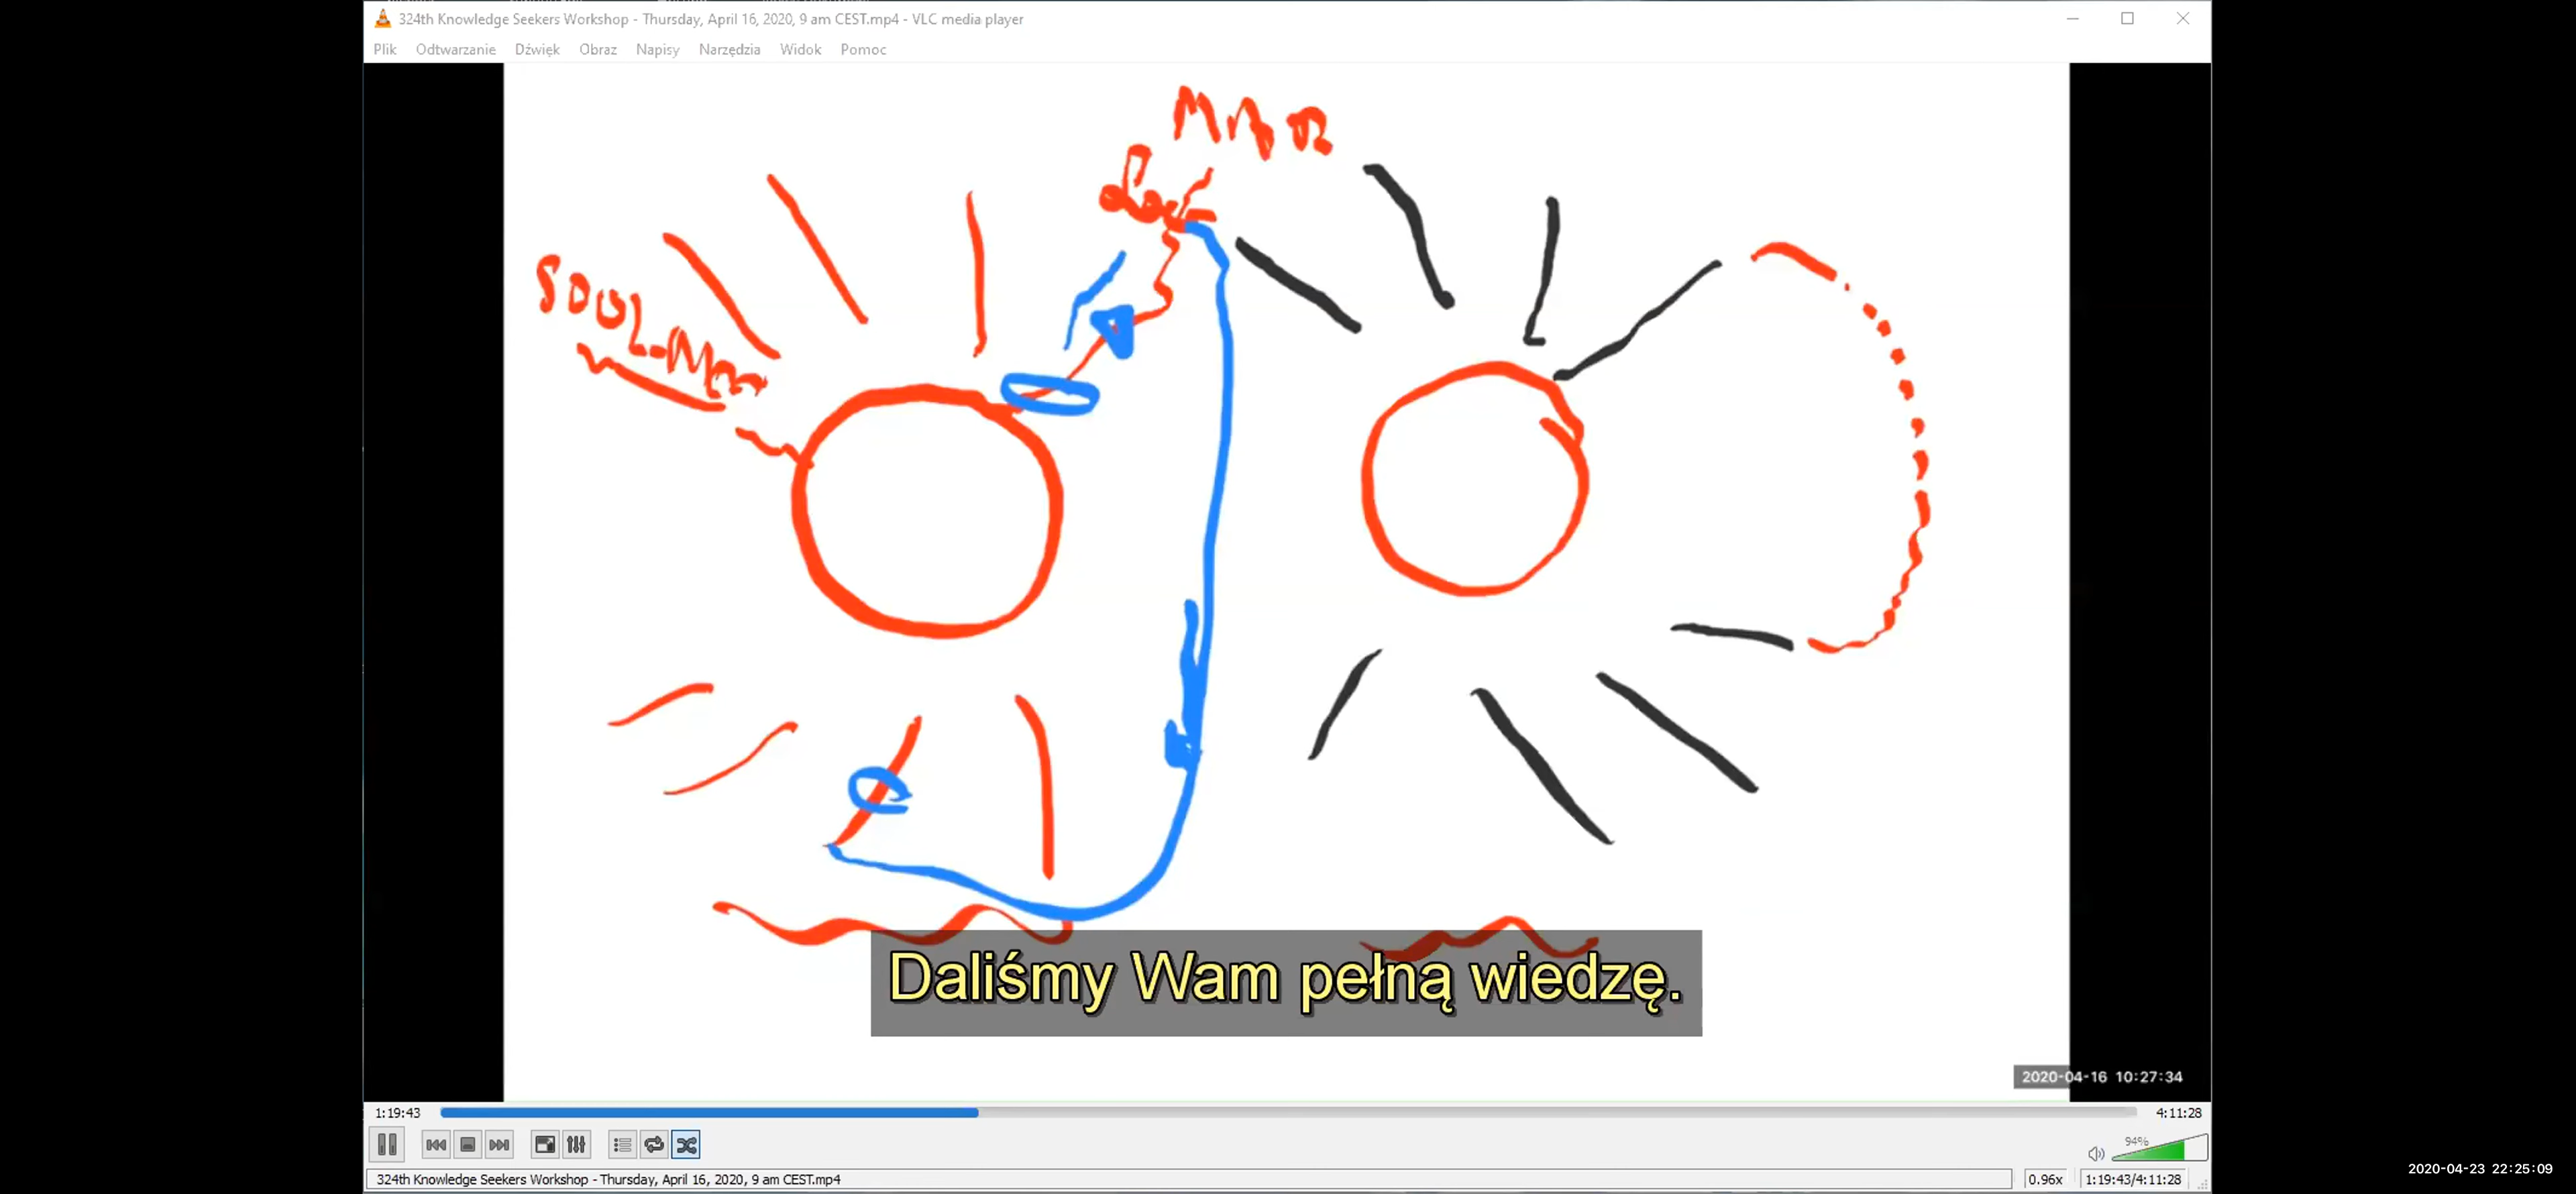 324th Knowledge Seekers Workshop - Thursday, April 16, 2020, 9 am CEST.mp4 - VLC media player
Plik Odtwarzanie Dźwięk Obraz Napisy Narzędzia Widok Pomoc
SOUL
Daliśmy Wam pełną wiedzę.
2020-04-16 10:27:34
1:19:43 4:11:28
94%
324th Knowledge Seekers Workshop - Thursday, April 16, 2020, 9 am CEST.mp4 0.96x 1:19:43/4:11:28
2020-04-23 22:25:09